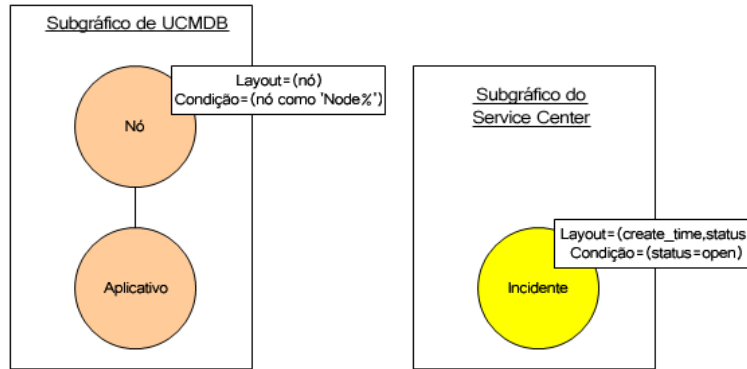 Subgráfico de UCMDB
Layout=(nó)
Condição=(nó como 'Node%')
Nó
Aplicativo
Subgráfico do
Service Center
Layout=(create_time,status
Condição=(status=open)
Incidente